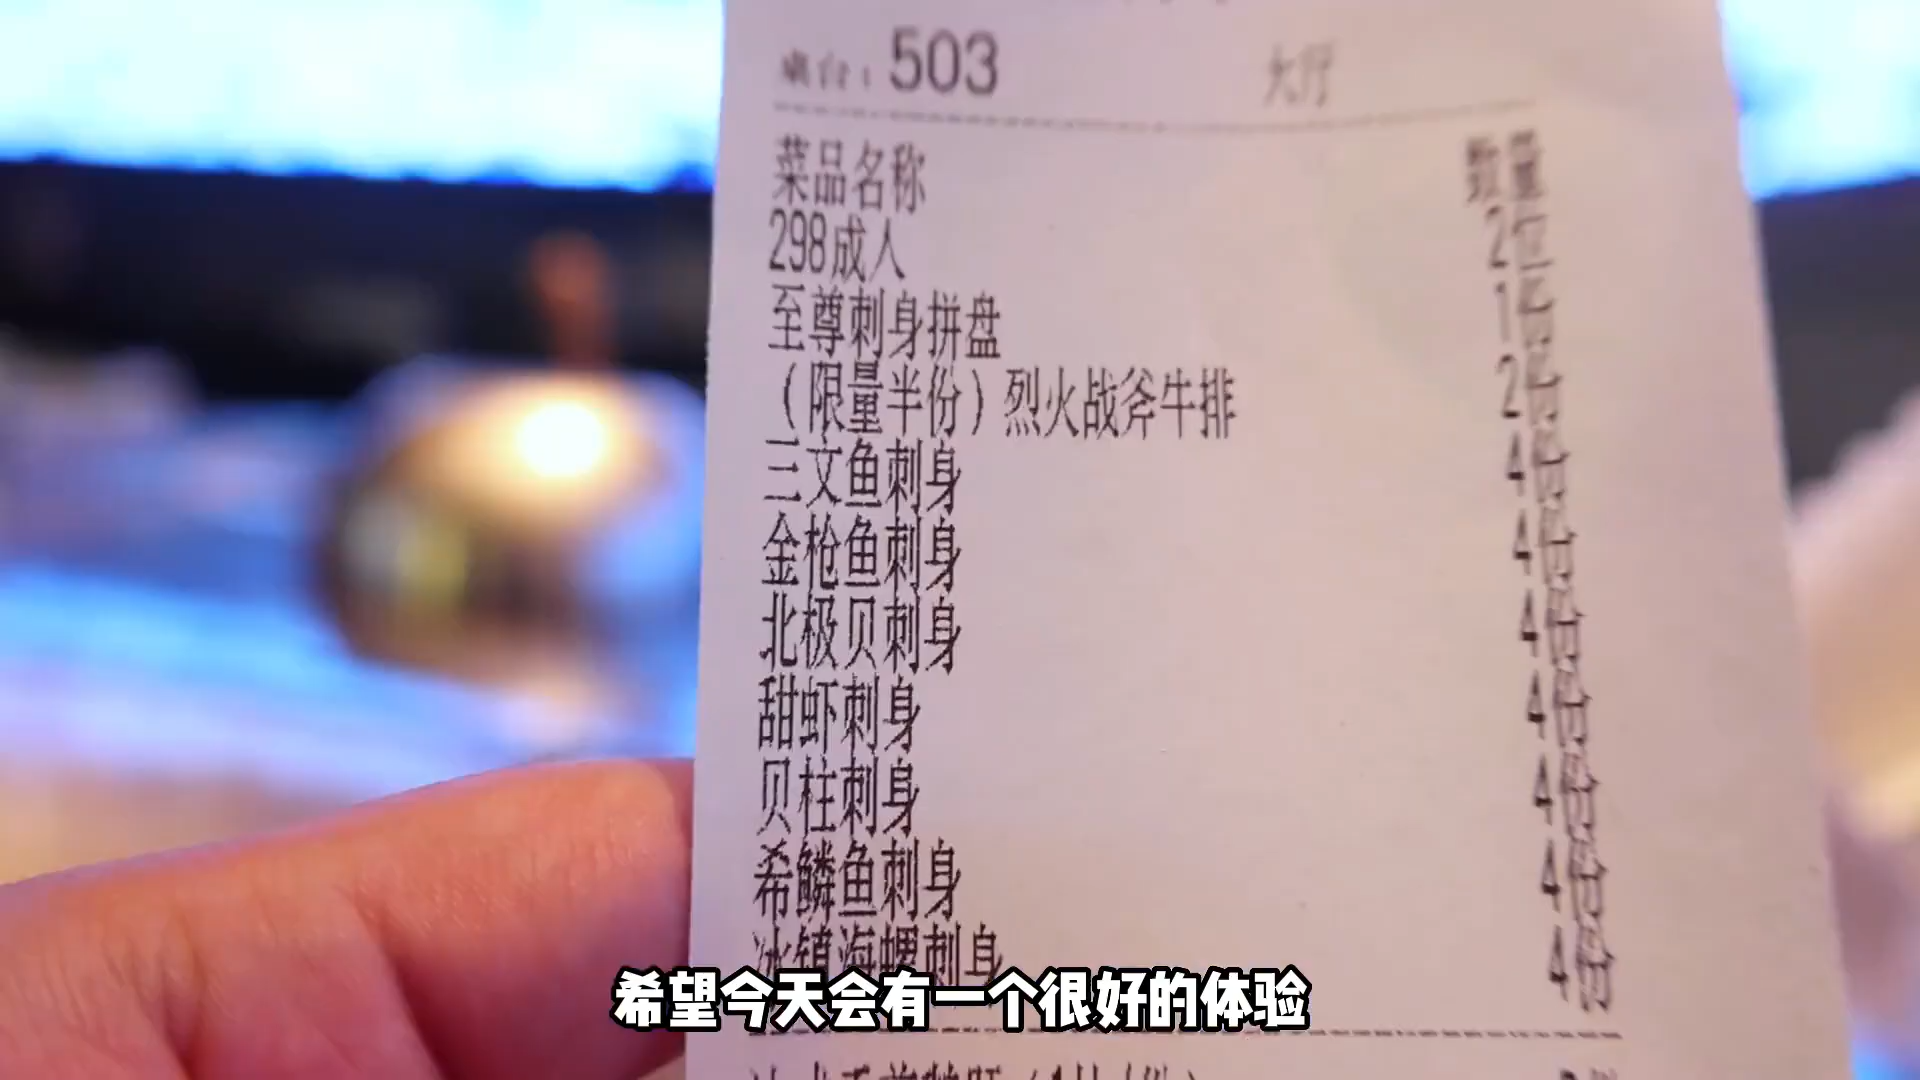 桌台：503 大厅
菜品名称 数量
298成人 2位
至尊刺身拼盘 1份
（限量半份）烈火战斧牛排 2份
三文鱼刺身 4份
金枪鱼刺身 4份
北极贝刺身 4份
甜虾刺身 4份
贝柱刺身 4份
希鳞鱼刺身 4份
冰镇海螺刺身 4份
希望今天会有一个很好的体验